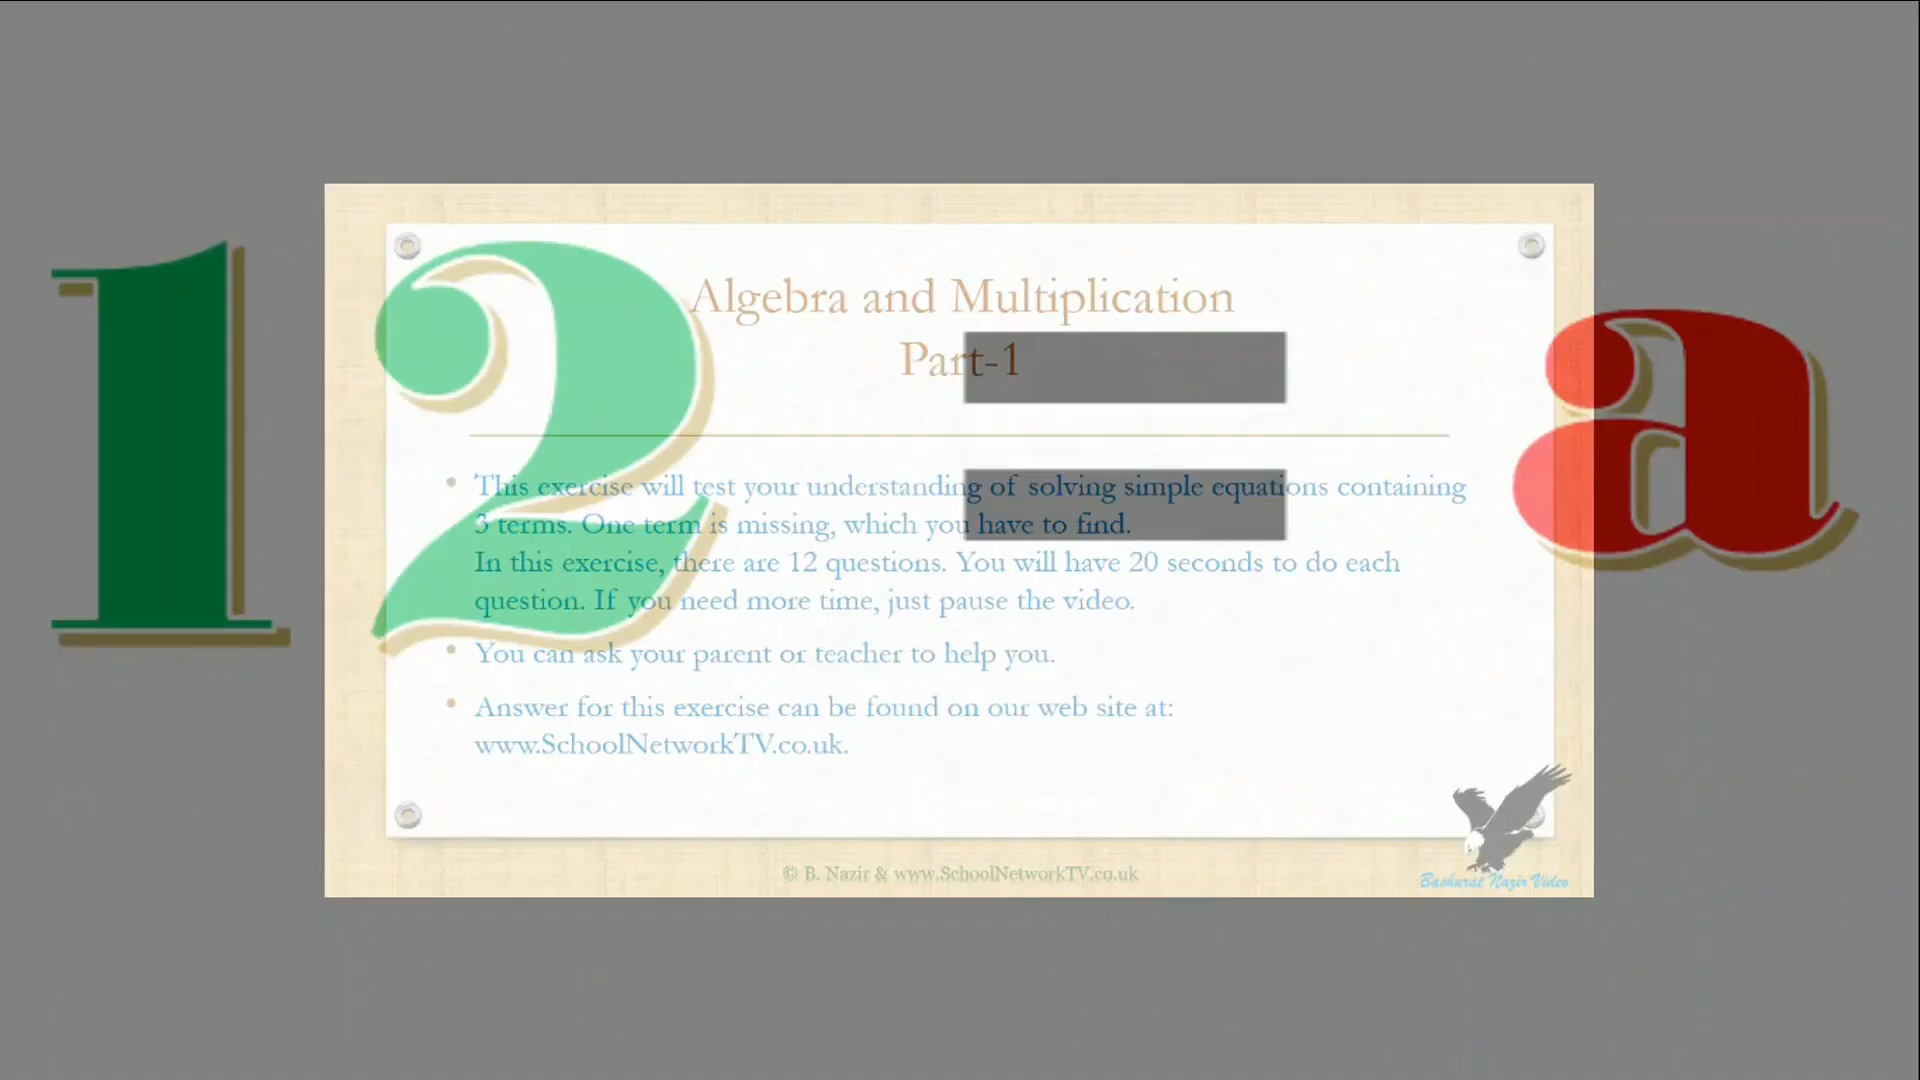 12 = a
Algebra and Multiplication
Part-1
• This exercise will test your understanding of solving simple equations containing
3 terms. One term is missing, which you have to find.
In this exercise, there are 12 questions. You will have 20 seconds to do each
question. If you need more time, just pause the video.
• You can ask your parent or teacher to help you.
• Answer for this exercise can be found on our web site at:
www.SchoolNetworkTV.co.uk.
© B. Nazir & www.SchoolNetworkTV.co.uk
Basharat Nazir Video